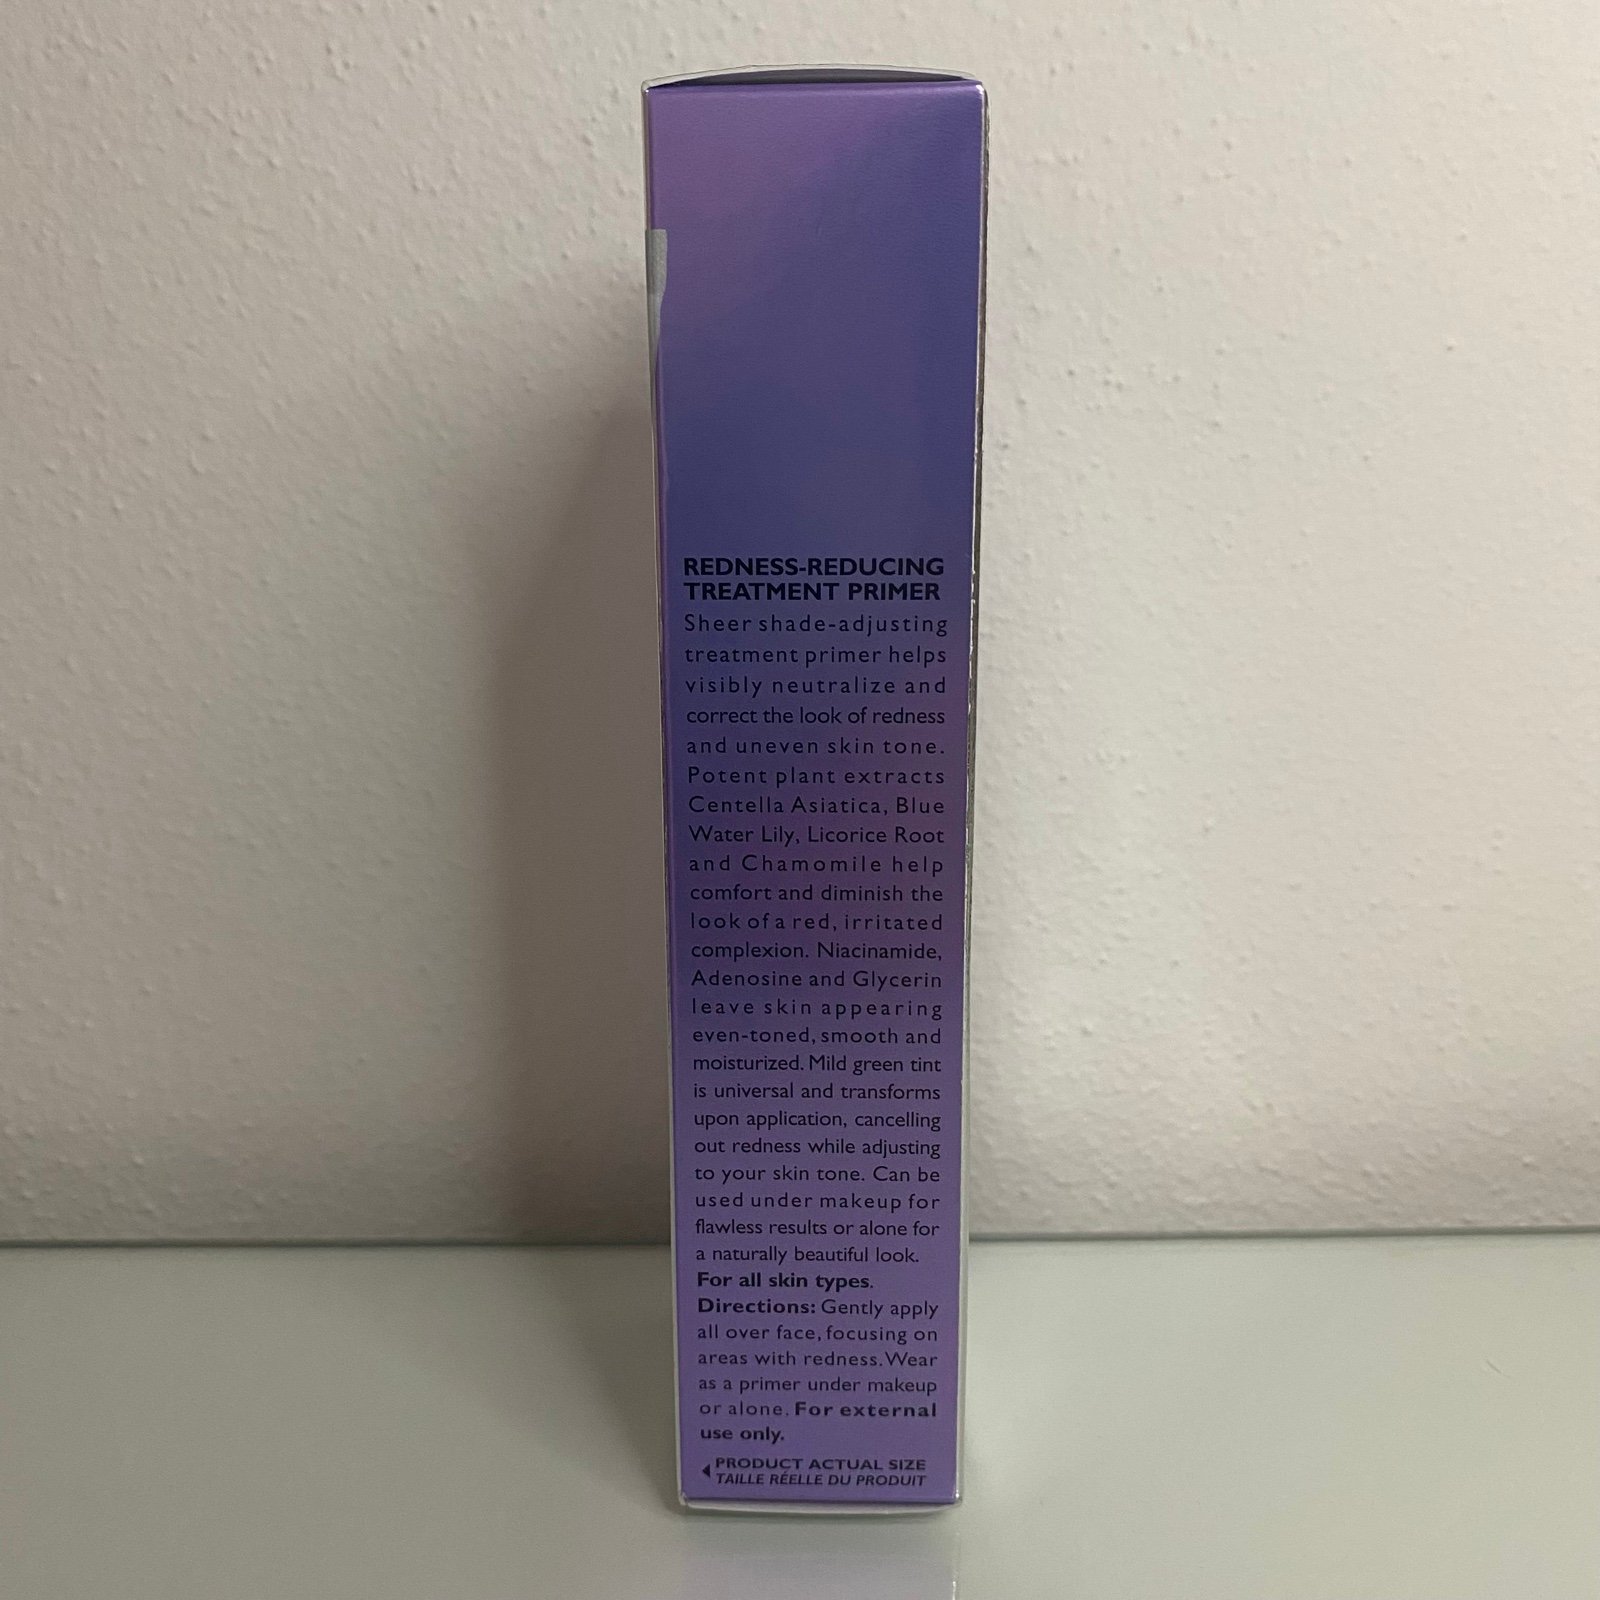 REDNESS-REDUCING
TREATMENT PRIMER
Sheer shade-adjusting
treatment primer helps
visibly neutralize and
correct the look of redness
and uneven skin tone.
Potent plant extracts
Centella Asiatica, Blue
Water Lily, Licorice Root
and Chamomile help
comfort and diminish the
look of a red, irritated
complexion. Niacinamide,
Adenosine and Glycerin
leave skin appearing
even-toned, smooth and
moisturized. Mild green tint
is universal and transforms
upon application, cancelling
out redness while adjusting
to your skin tone. Can be
used under makeup for
flawless results or alone for
a naturally beautiful look.
For all skin types.
Directions: Gently apply
all over face, focusing on
areas with redness. Wear
as a primer under makeup
or alone. For external
use only.
PRODUCT ACTUAL SIZE
TAILLE RÉELLE DU PRODUIT